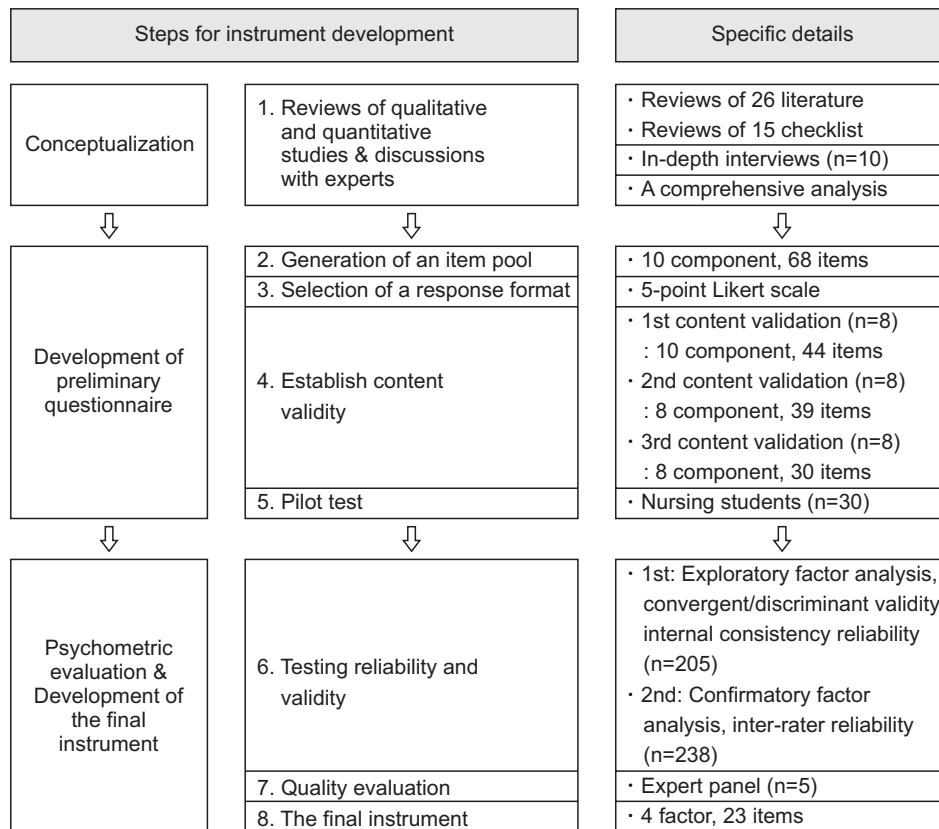 Steps for instrument development
Specific details
Conceptualization
1. Reviews of qualitative
and quantitative
studies & discussions
with experts
· Reviews of 26 literature
· Reviews of 15 checklist
· In-depth interviews (n=10)
· A comprehensive analysis
Development of
preliminary
questionnaire
2. Generation of an item pool
3. Selection of a response format
4. Establish content
validity
5. Pilot test
· 10 component, 68 items
· 5-point Likert scale
· 1st content validation (n=8)
: 10 component, 44 items
· 2nd content validation (n=8)
: 8 component, 39 items
· 3rd content validation (n=8)
: 8 component, 30 items
· Nursing students (n=30)
Psychometric
evaluation &
Development of
the final
instrument
6. Testing reliability and
validity
7. Quality evaluation
8. The final instrument
· 1st: Exploratory factor analysis,
convergent/discriminant validity
internal consistency reliability
(n=205)
· 2nd: Confirmatory factor
analysis, inter-rater reliability
(n=238)
· Expert panel (n=5)
· 4 factor, 23 items